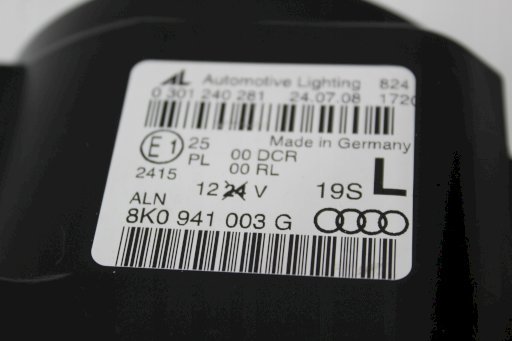 AL Automotive Lighting 824
0 301 240 281 24.07.08 1720
Made in Germany
E1 25 00 DCR
PL 00 RL
2415
12 24 V 19S L
ALN
8K0 941 003 G